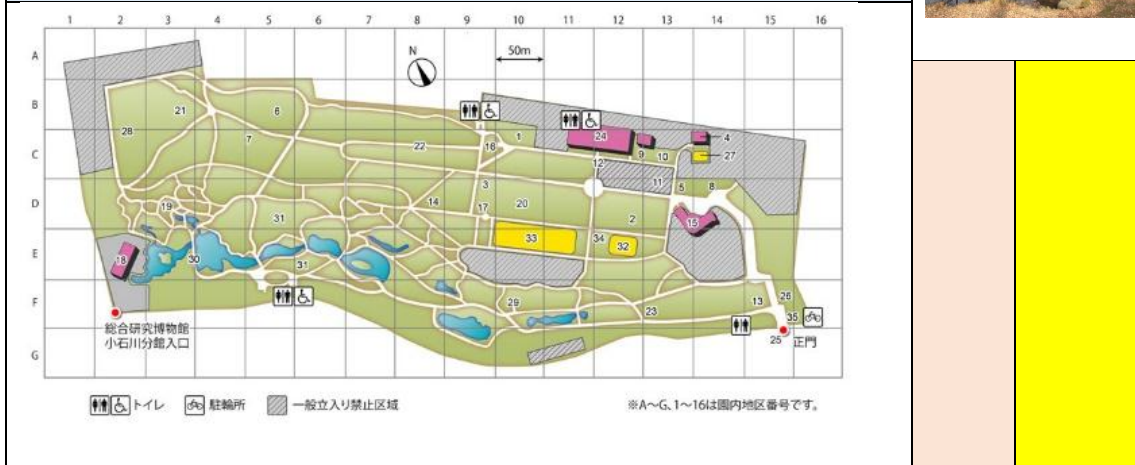 1 2 3 4 5 6 7 8 9 10 11 12 13 14 15 16
A
N
50m
B
21
6
28
7
22
16
1
24
4
C
9
10
27
12
11
3
5
8
D
19
14
17
20
2
15
31
33
34
32
E
18
30
31
F
29
23
13
26
35
総合研究博物館
小石川分館入口
25
正門
G
トイレ 駐輪所 一般立入り禁止区域
※A〜G、1〜16は園内地区番号です。